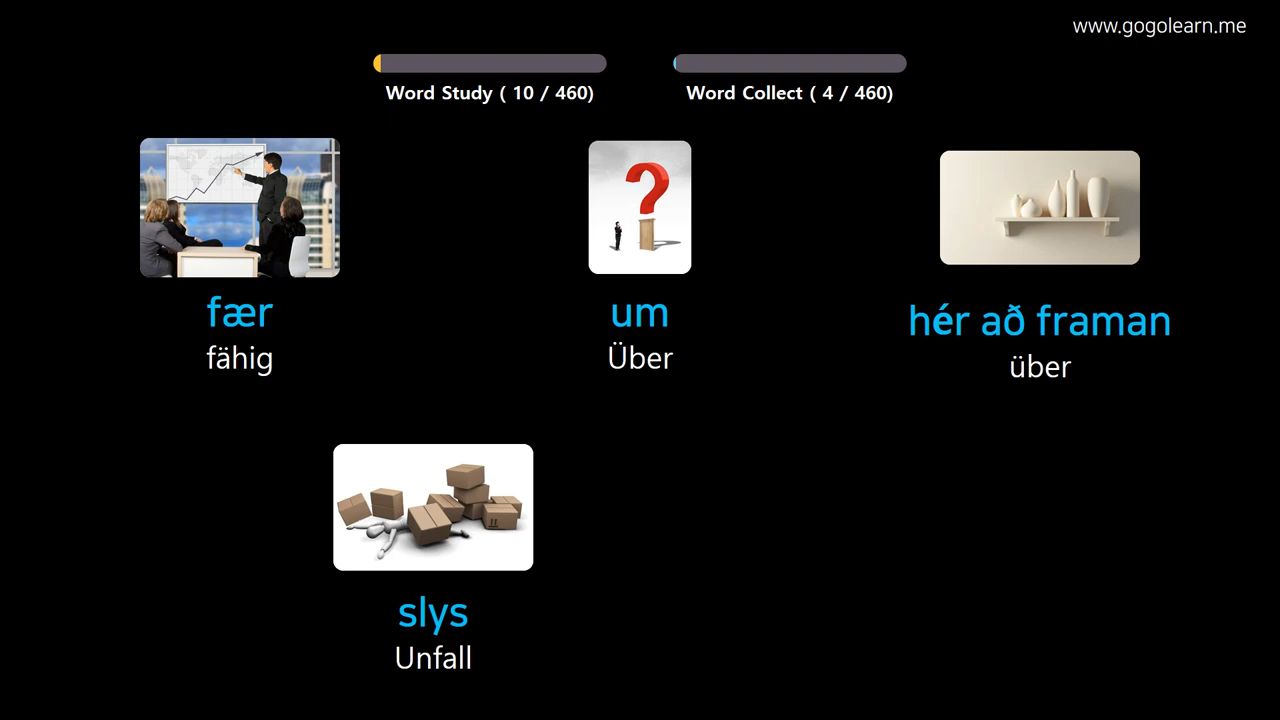 www.gogolearn.me
Word Study ( 10 / 460)
Word Collect ( 4 / 460)
fær
fähig
um
Über
hér að framan
über
slys
Unfall